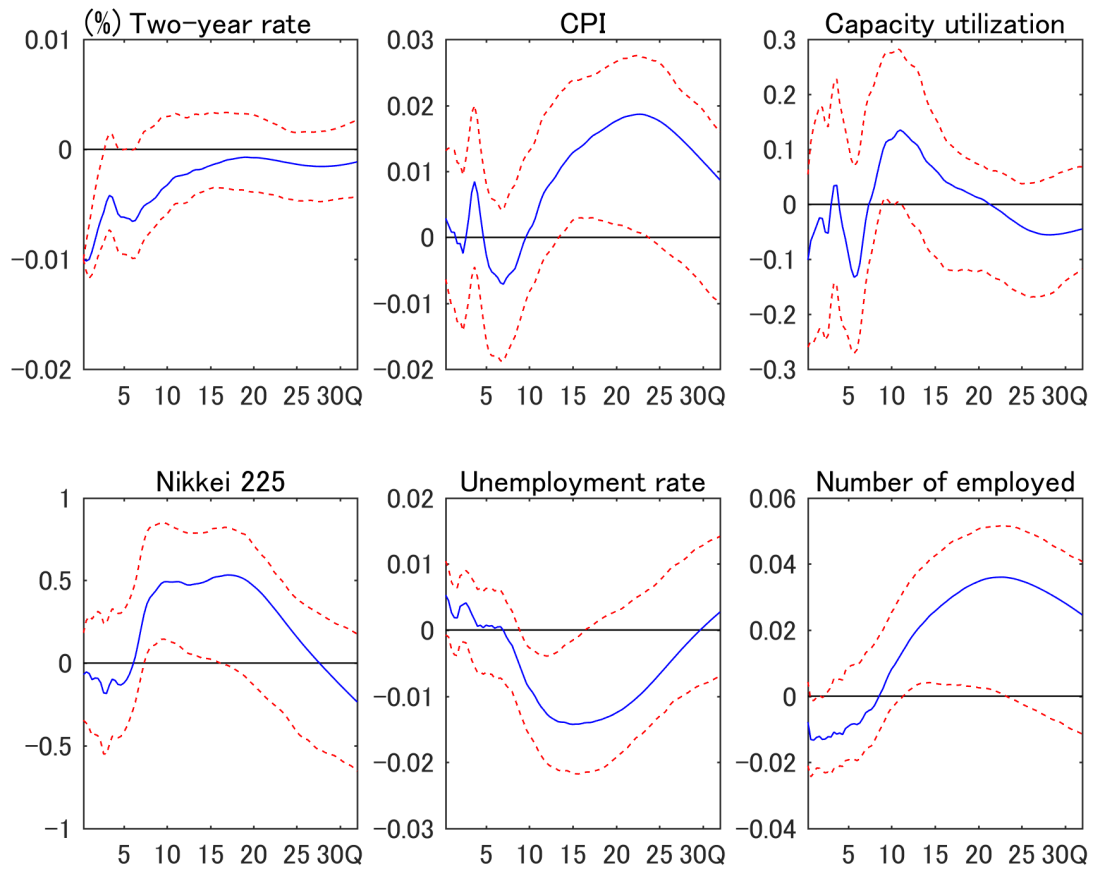 (%) Two-year rate
0.01
0
−0.01
−0.02
5 10 15 20 25 30Q
CPI
0.03
0.02
0.01
0
−0.01
−0.02
5 10 15 20 25 30Q
Capacity utilization
0.3
0.2
0.1
0
−0.1
−0.2
−0.3
5 10 15 20 25 30Q
Nikkei 225
1
0.5
0
−0.5
−1
5 10 15 20 25 30Q
Unemployment rate
0.02
0.01
0
−0.01
−0.02
−0.03
5 10 15 20 25 30Q
Number of employed
0.06
0.04
0.02
0
−0.02
−0.04
5 10 15 20 25 30Q